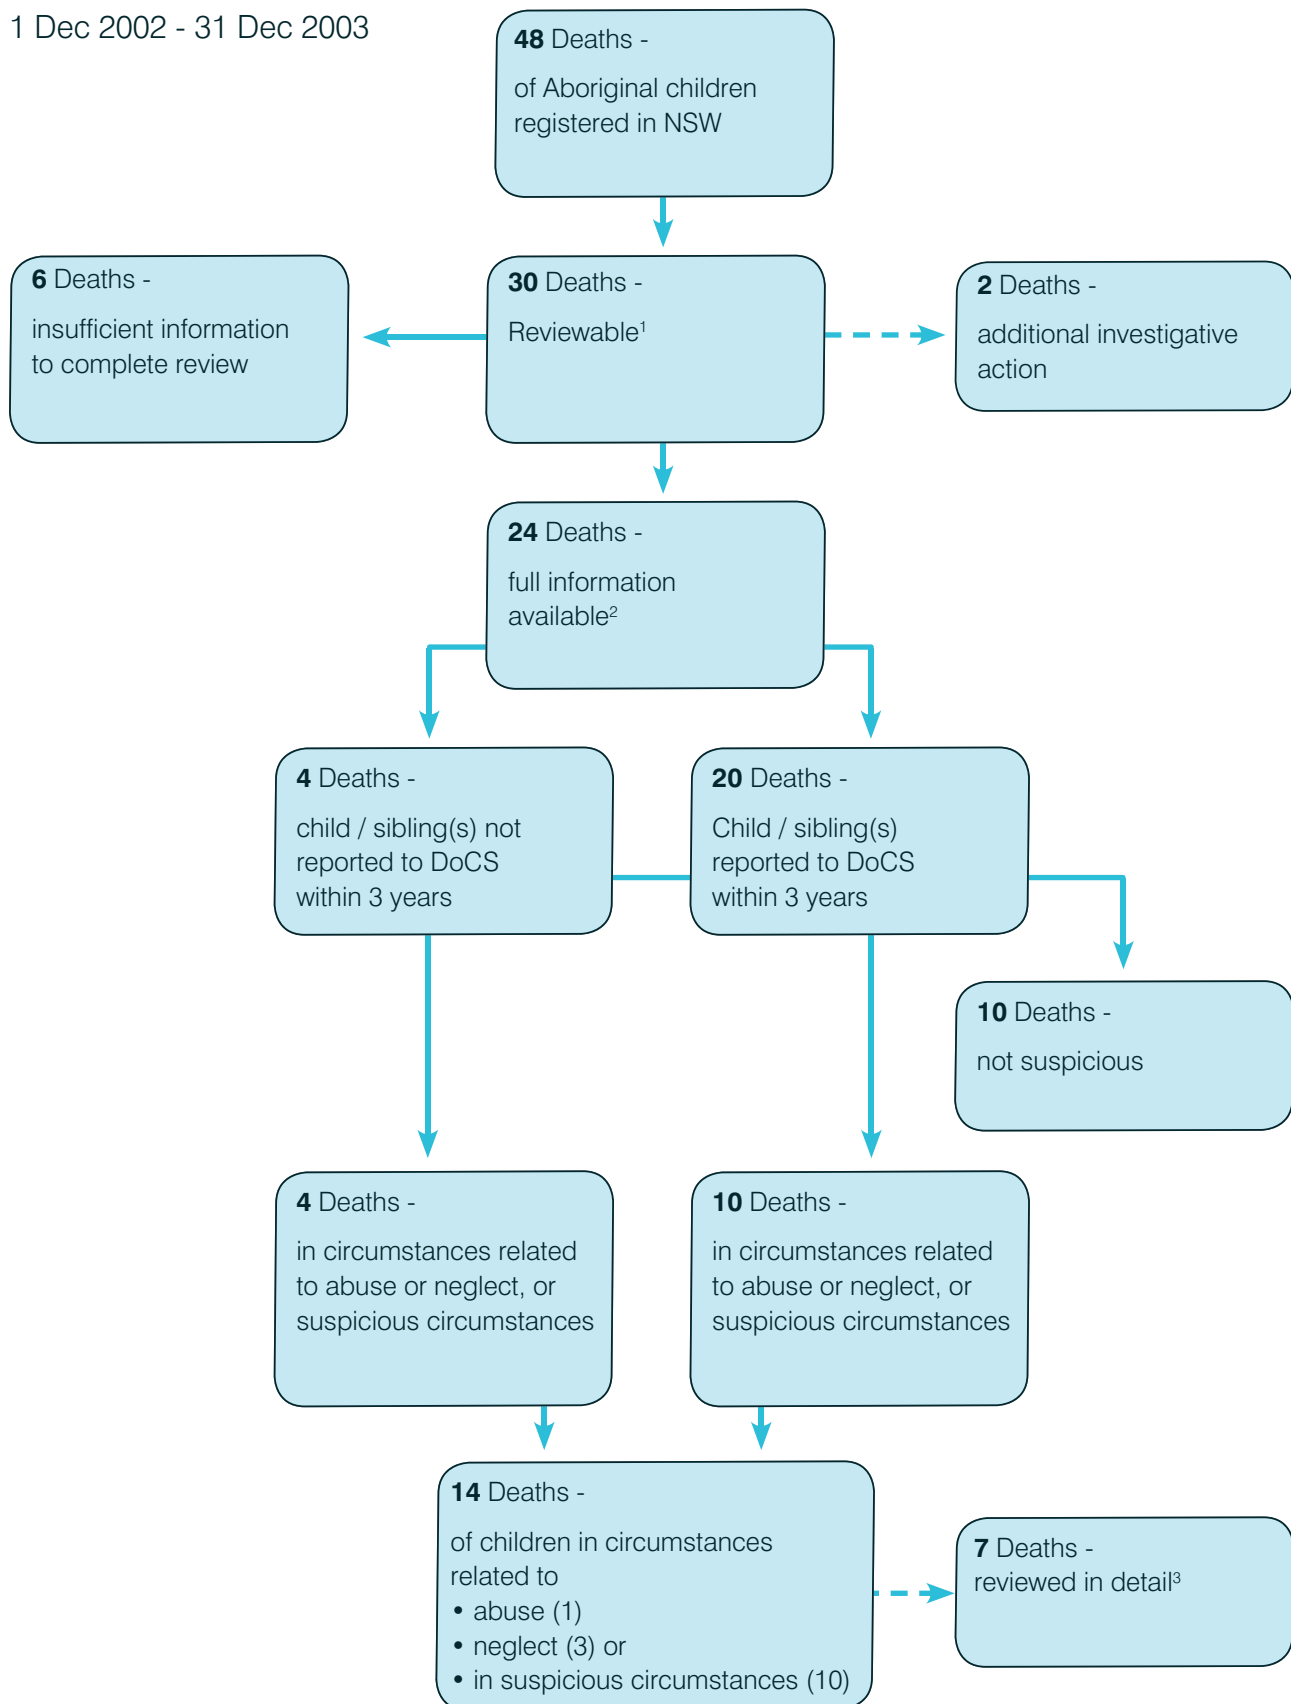 1 Dec 2002 - 31 Dec 2003
48 Deaths -
of Aboriginal children
registered in NSW
6 Deaths -
insufficient information
to complete review
30 Deaths -
Reviewable¹
2 Deaths -
additional investigative
action
24 Deaths -
full information
available²
4 Deaths -
child / sibling(s) not
reported to DoCS
within 3 years
20 Deaths -
Child / sibling(s)
reported to DoCS
within 3 years
10 Deaths -
not suspicious
4 Deaths -
in circumstances related
to abuse or neglect, or
suspicious circumstances
10 Deaths -
in circumstances related
to abuse or neglect, or
suspicious circumstances
14 Deaths -
of children in circumstances
related to
• abuse (1)
• neglect (3) or
• in suspicious circumstances (10)
7 Deaths -
reviewed in detail³